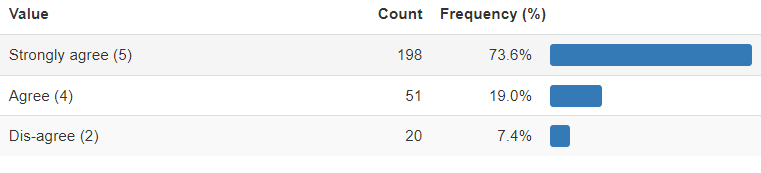 Value Count Frequency (%)
Strongly agree (5) 198 73.6%
Agree (4) 51 19.0%
Dis-agree (2) 20 7.4%